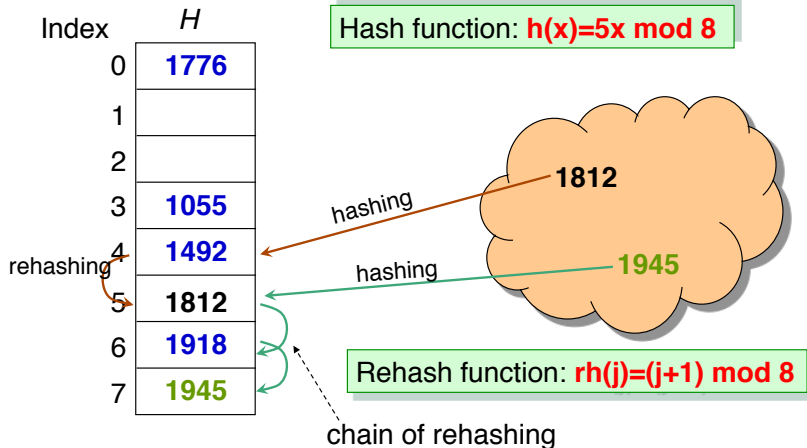 Hash function: h(x)=5x mod 8
Index H
0 1776
1
2
3 1055
4 1492
5 1812
6 1918
7 1945
rehashing
hashing
hashing
1812
1945
Rehash function: rh(j)=(j+1) mod 8
chain of rehashing